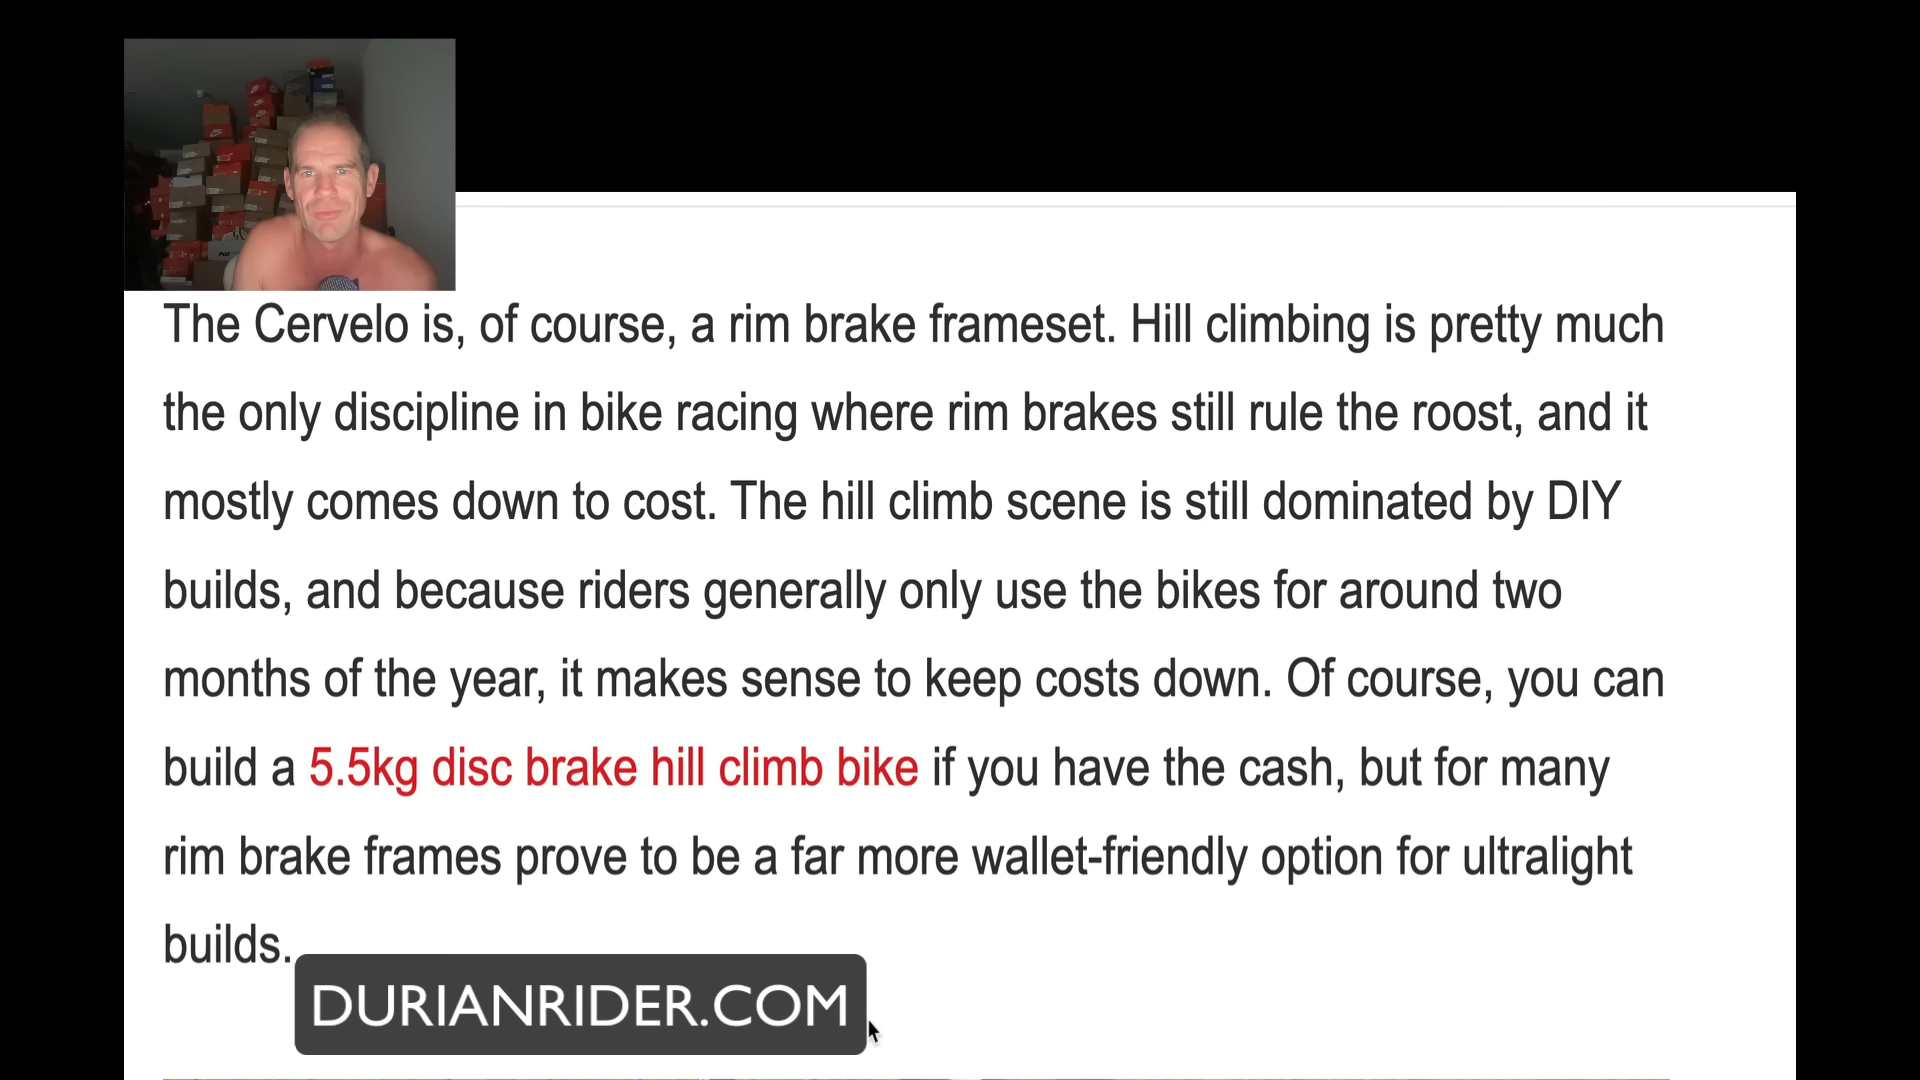 The Cervelo is, of course, a rim brake frameset. Hill climbing is pretty much
the only discipline in bike racing where rim brakes still rule the roost, and it
mostly comes down to cost. The hill climb scene is still dominated by DIY
builds, and because riders generally only use the bikes for around two
months of the year, it makes sense to keep costs down. Of course, you can
build a 5.5kg disc brake hill climb bike if you have the cash, but for many
rim brake frames prove to be a far more wallet-friendly option for ultralight
builds.
DURIANRIDER.COM